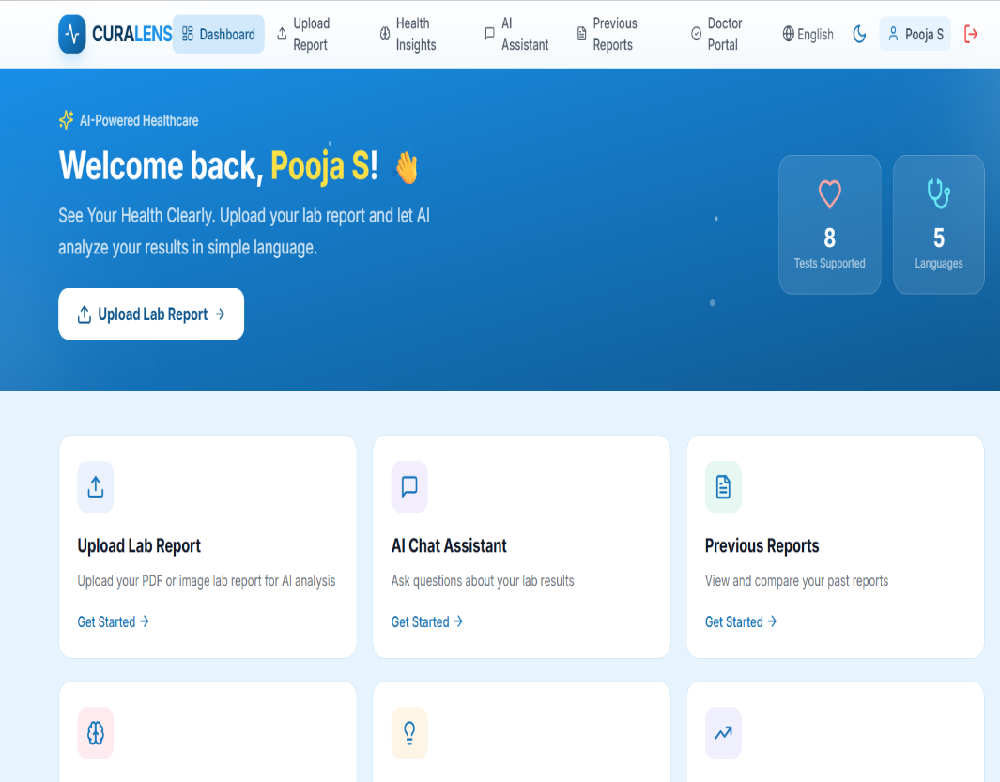 CURALENS
Dashboard
Upload
Report
Health
Insights
AI
Assistant
Previous
Reports
Doctor
Portal
English
Pooja S
AI-Powered Healthcare
Welcome back, Pooja S! 👋
See Your Health Clearly. Upload your lab report and let AI
analyze your results in simple language.
Upload Lab Report →
8
Tests Supported
5
Languages
Upload Lab Report
Upload your PDF or image lab report for AI analysis
Get Started →
AI Chat Assistant
Ask questions about your lab results
Get Started →
Previous Reports
View and compare your past reports
Get Started →